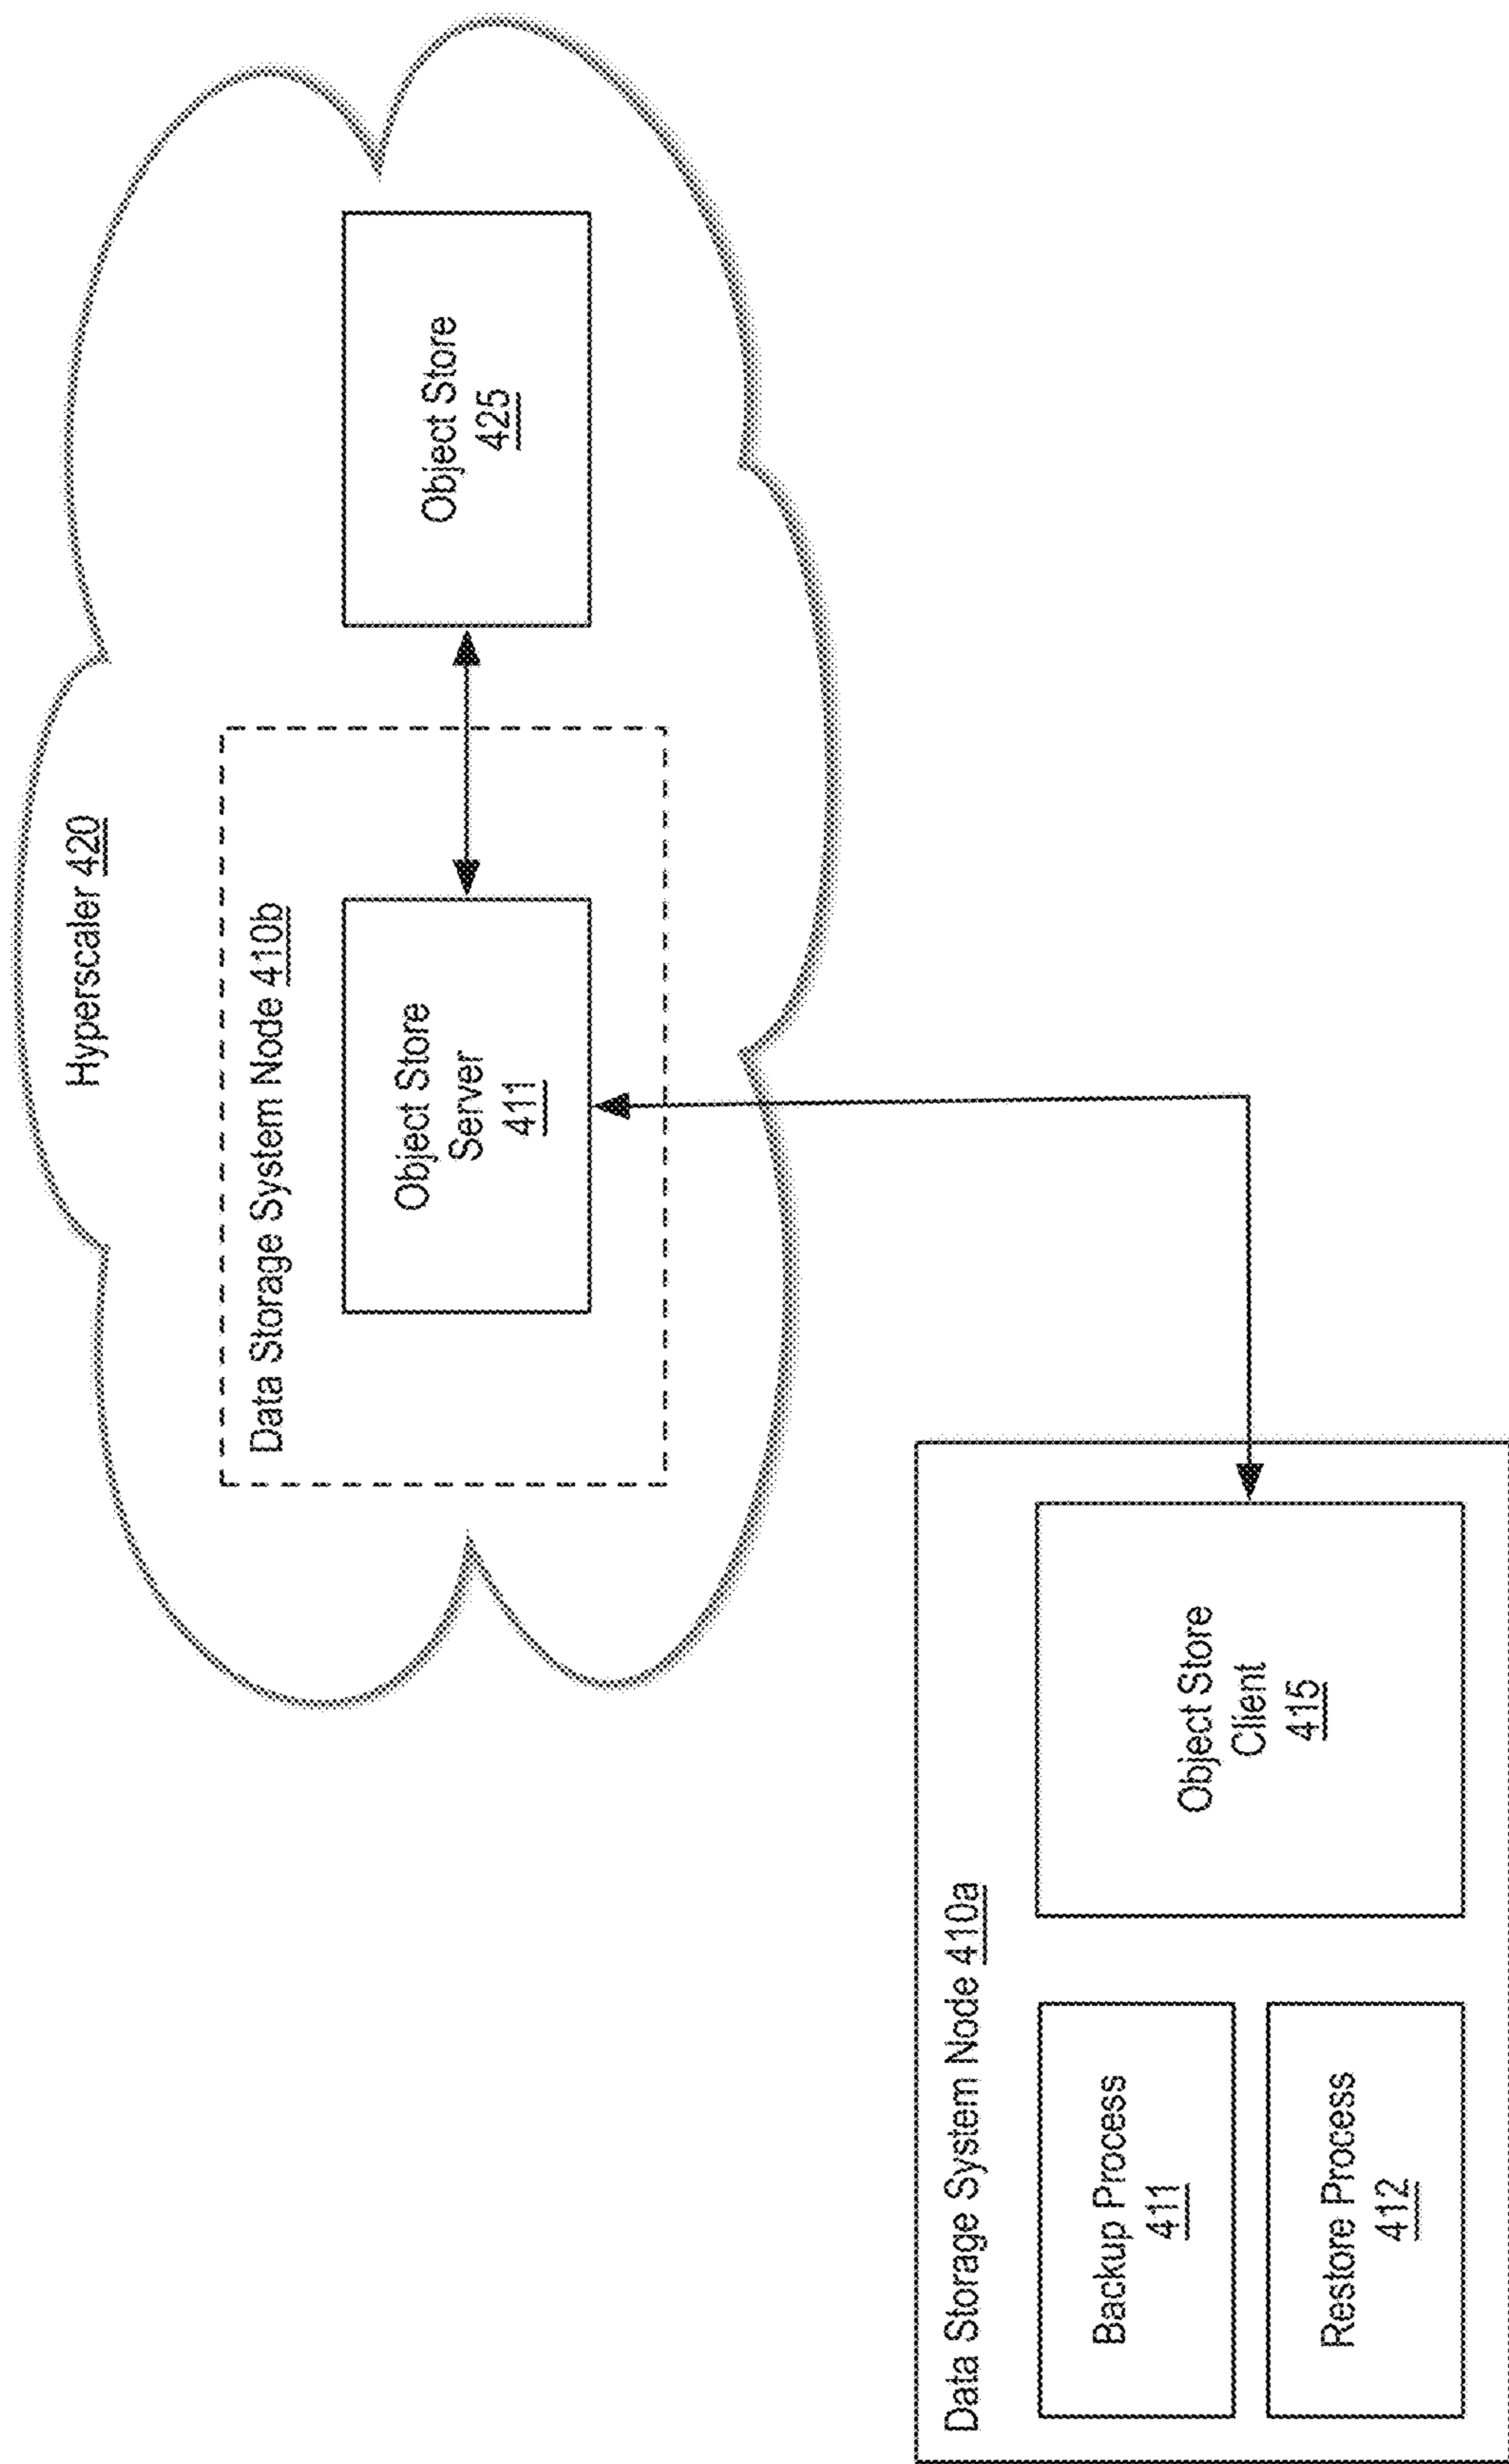 Hyperscaler 420
Data Storage System Node 410b
Object Store
Server
411
Object Store
425
Data Storage System Node 410a
Backup Process
411
Restore Process
412
Object Store
Client
415